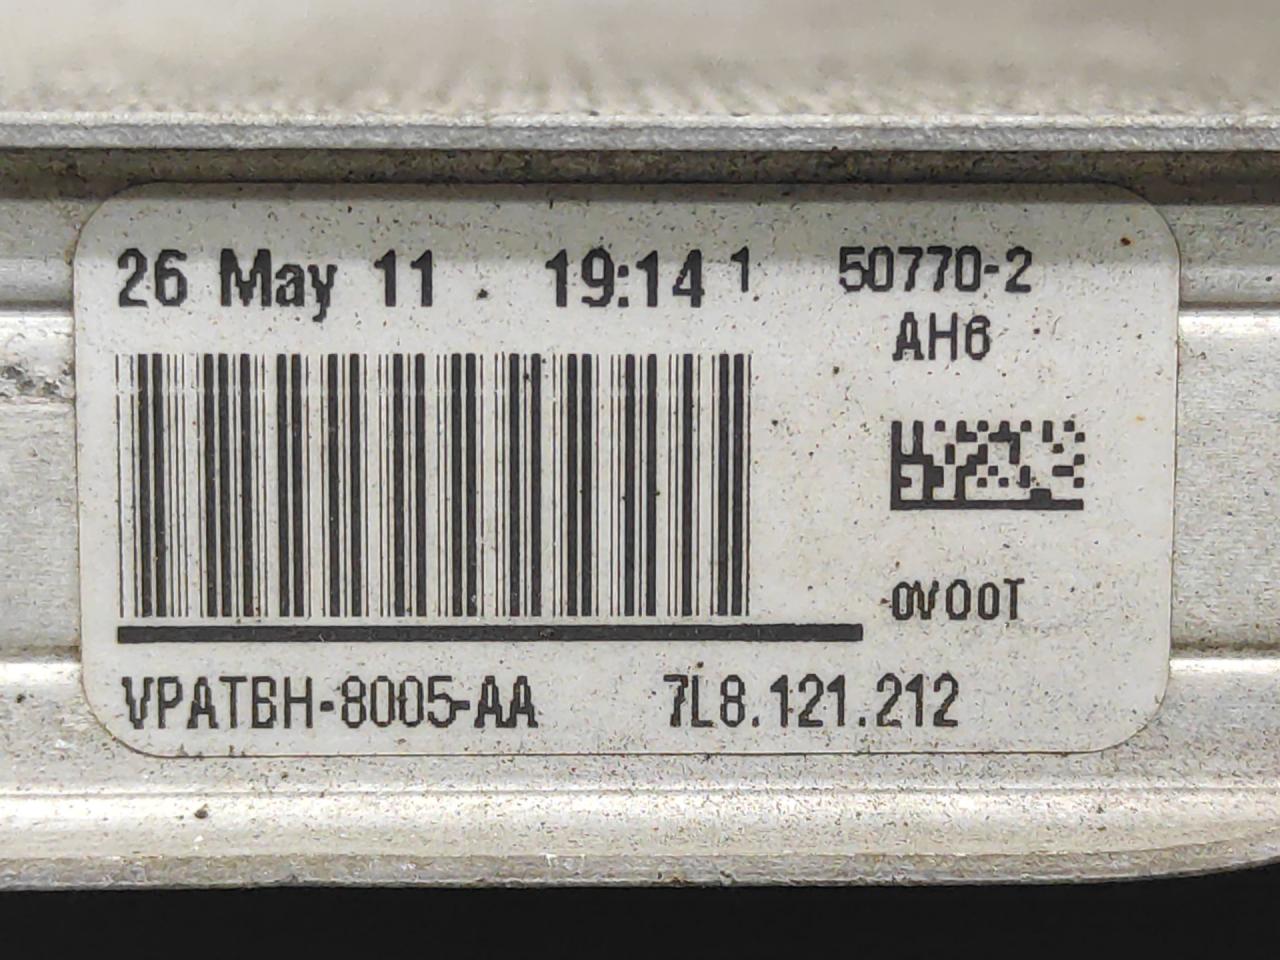 26 May 11 19:14 1 50770-2
AH6
0V00T
VPATBH-8005-AA 7L8.121.212